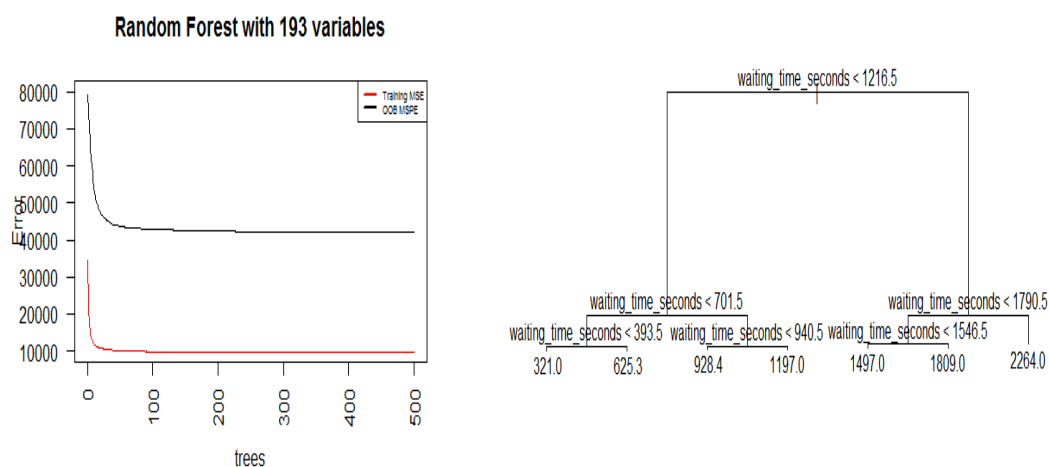 Random Forest with 193 variables
Training MSE
OOB MSPE
80000
70000
60000
50000
40000
30000
20000
10000
Error
0
100
200
300
400
500
trees
waiting_time_seconds < 1216.5
waiting_time_seconds < 701.5
waiting_time_seconds < 1790.5
waiting_time_seconds < 393.5
waiting_time_seconds < 940.5
waiting_time_seconds < 1546.5
321.0
625.3
928.4
1197.0
1497.0
1809.0
2264.0